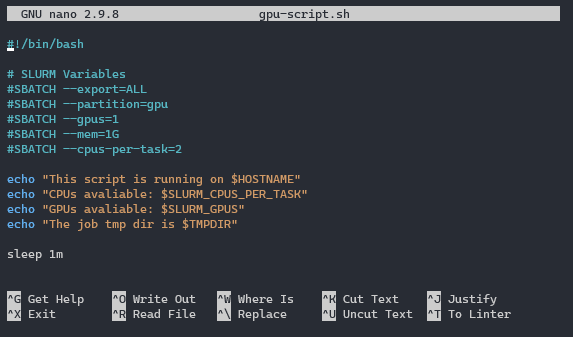 GNU nano 2.9.8 gpu-script.sh
#!/bin/bash
# SLURM Variables
#SBATCH --export=ALL
#SBATCH --partition=gpu
#SBATCH --gpus=1
#SBATCH --mem=1G
#SBATCH --cpus-per-task=2
echo "This script is running on $HOSTNAME"
echo "CPUs avaliable: $SLURM_CPUS_PER_TASK"
echo "GPUs avaliable: $SLURM_GPUS"
echo "The job tmp dir is $TMPDIR"
sleep 1m
^G Get Help ^O Write Out ^W Where Is ^K Cut Text ^J Justify
^X Exit ^R Read File ^\ Replace ^U Uncut Text ^T To Linter